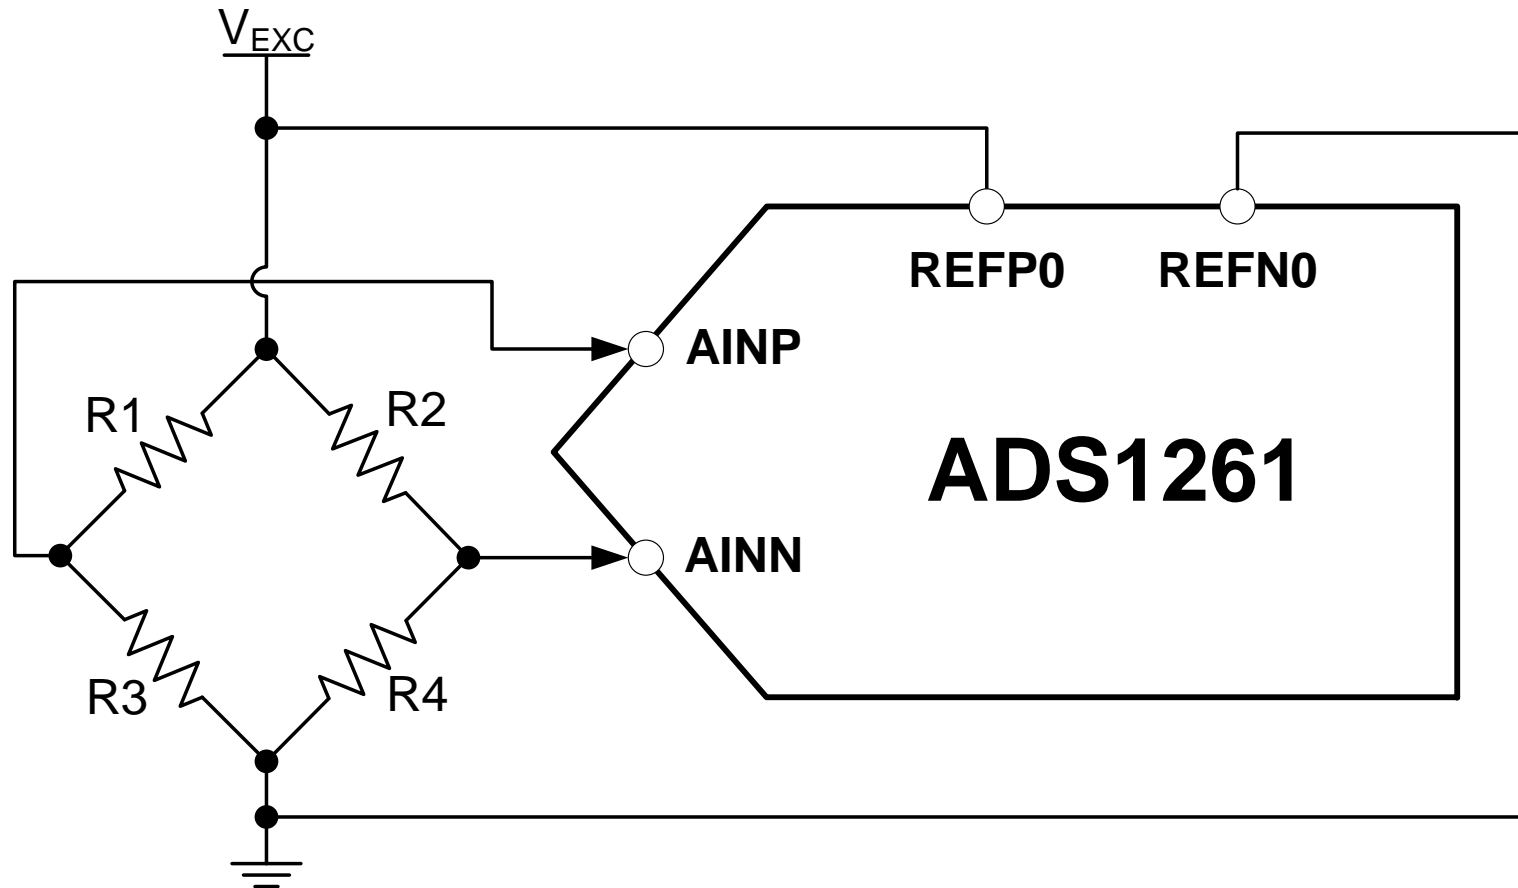 VEXC
REFP0
REFN0
AINP
R1
R2
ADS1261
AINN
R3
R4